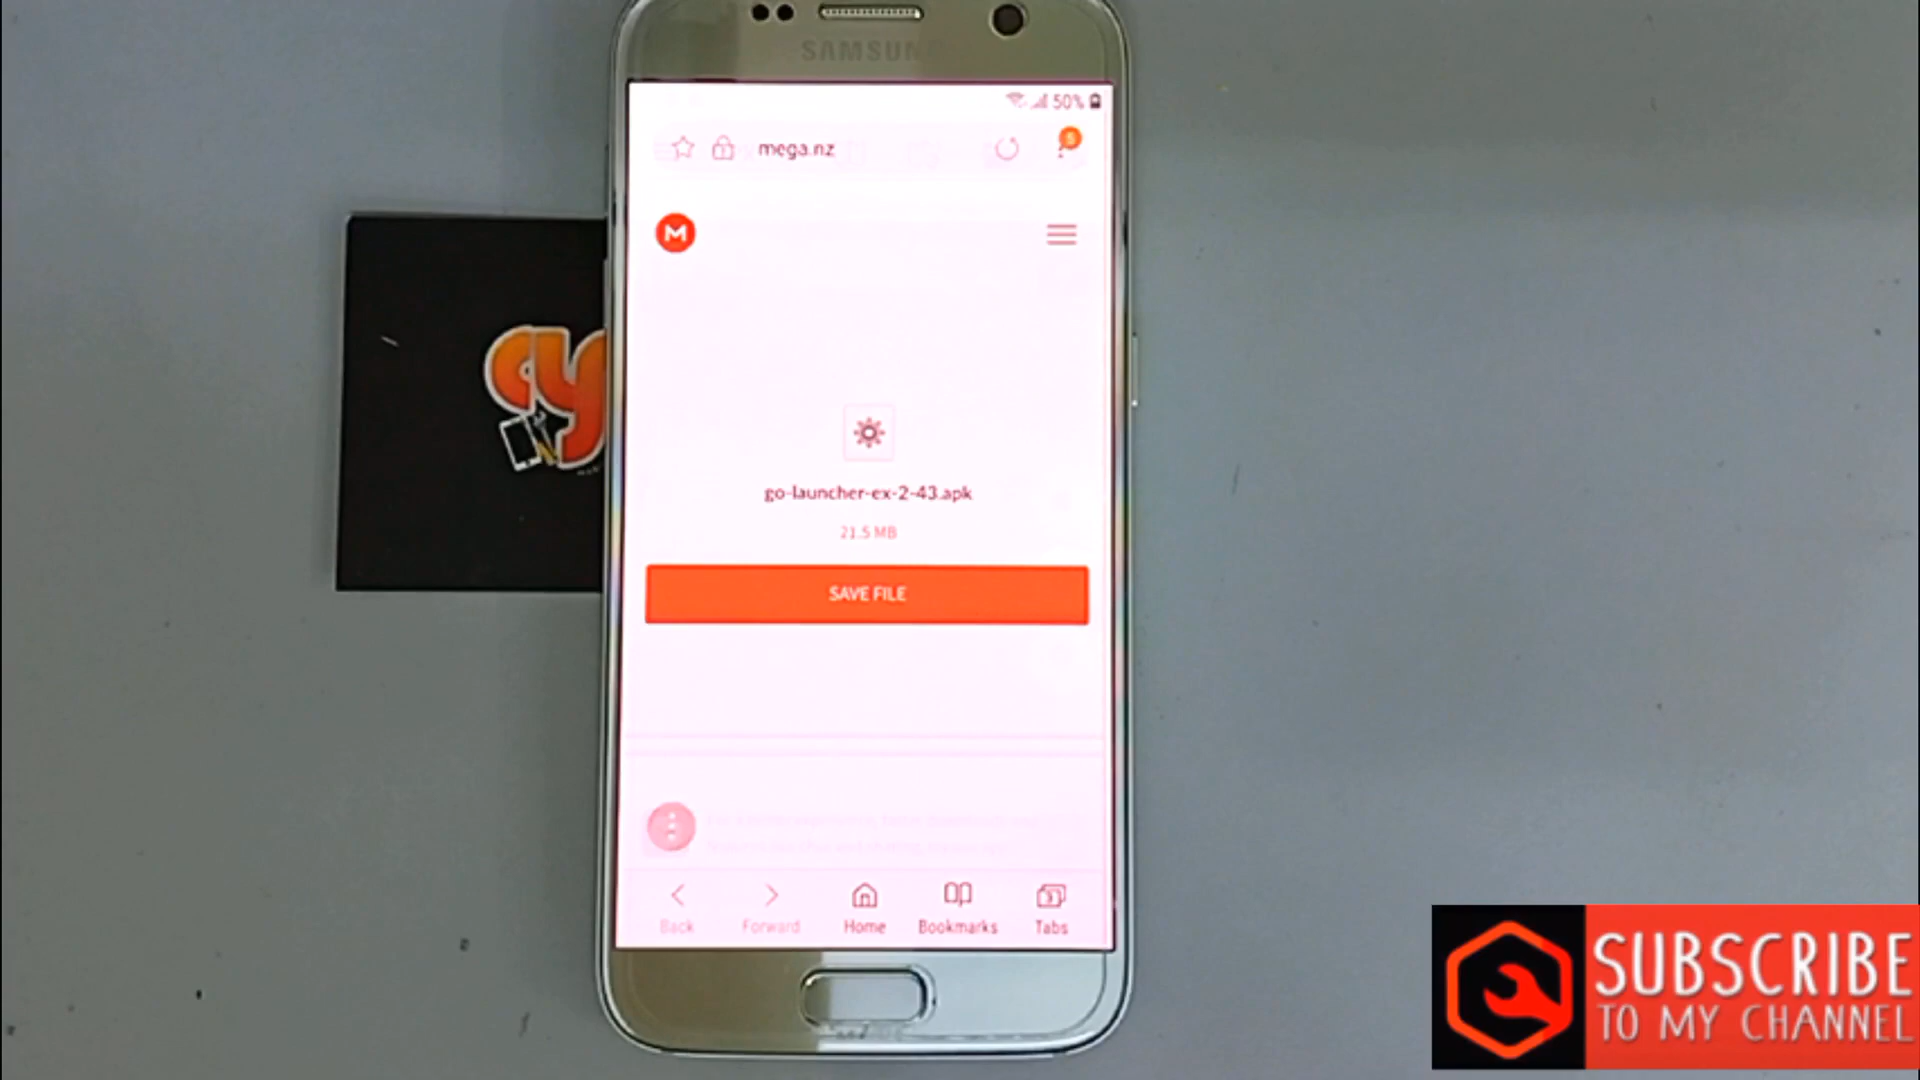 SAMSUNG
50%
mega.nz
5
M
go-launcher-ex-2-43.apk
21.5 MB
SAVE FILE
Back
Forward
Home
Bookmarks
Tabs
SUBSCRIBE
TO MY CHANNEL